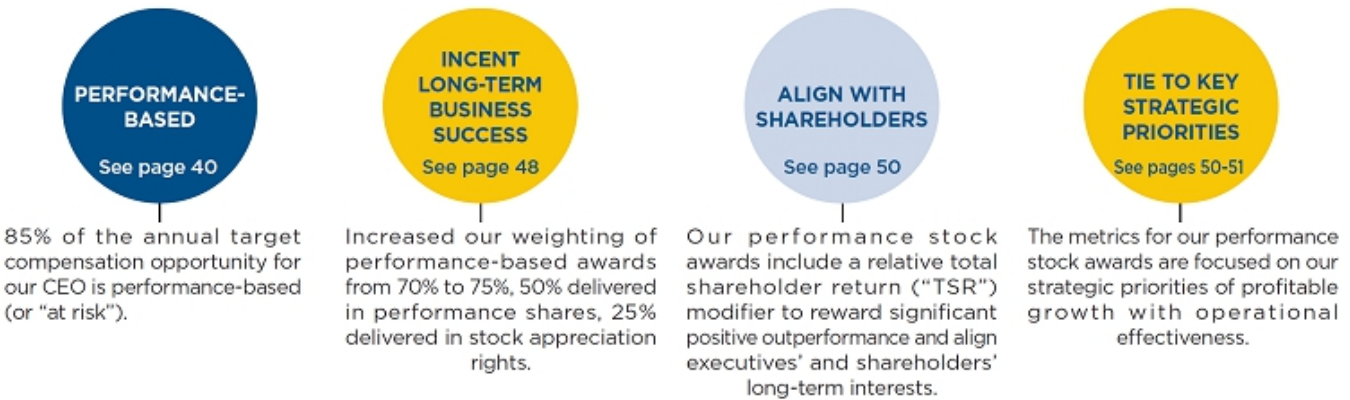 PERFORMANCE-
BASED
See page 40
85% of the annual target
compensation opportunity for
our CEO is performance-based
(or “at risk”).
INCENT
LONG-TERM
BUSINESS
SUCCESS
See page 48
Increased our weighting of
performance-based awards
from 70% to 75%, 50% delivered
in performance shares, 25%
delivered in stock appreciation
rights.
ALIGN WITH
SHAREHOLDERS
See page 50
Our performance stock
awards include a relative total
shareholder return (“TSR”)
modifier to reward significant
positive outperformance and align
executives’ and shareholders’
long-term interests.
TIE TO KEY
STRATEGIC
PRIORITIES
See pages 50-51
The metrics for our performance
stock awards are focused on our
strategic priorities of profitable
growth with operational
effectiveness.